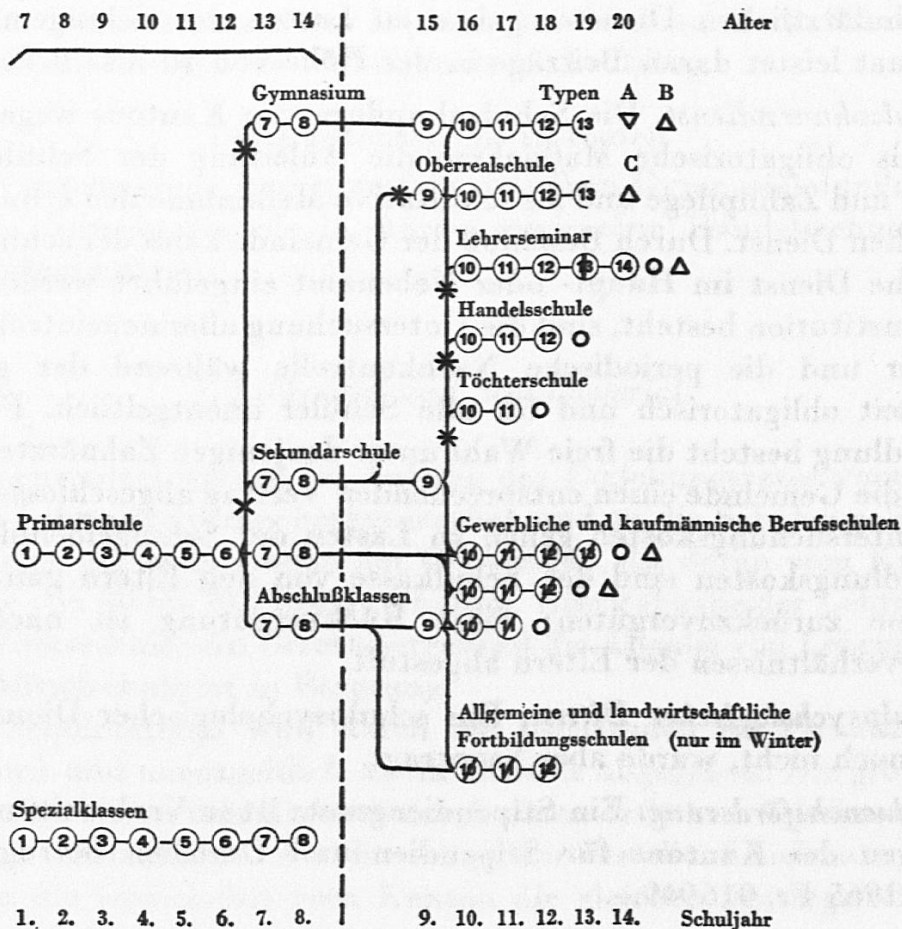 7 8 9 10 11 12 13 14 15 16 17 18 19 20 Alter
Gymnasium Typen A B
7 8 9 10 11 12 13
Oberrealschule
9 10 11 12 13
Lehrerseminar
10 11 12 13 14
Handelsschule
10 11 12
Töchterschule
10 11
Sekundarschule
7 8 9
Primarschule Gewerbliche und kaufmännische Berufsschulen
1 2 3 4 5 6 7 8 10 11 12 13
10 11 12
Abschlußklassen
7 8 9 10 11
Allgemeine und landwirtschaftliche
Fortbildungsschulen (nur im Winter)
10 11 12
Spezialklassen
1 2 3 4 5 6 7 8
1. 2. 3. 4. 5. 6. 7. 8. 9. 10. 11. 12. 13. 14. Schuljahr